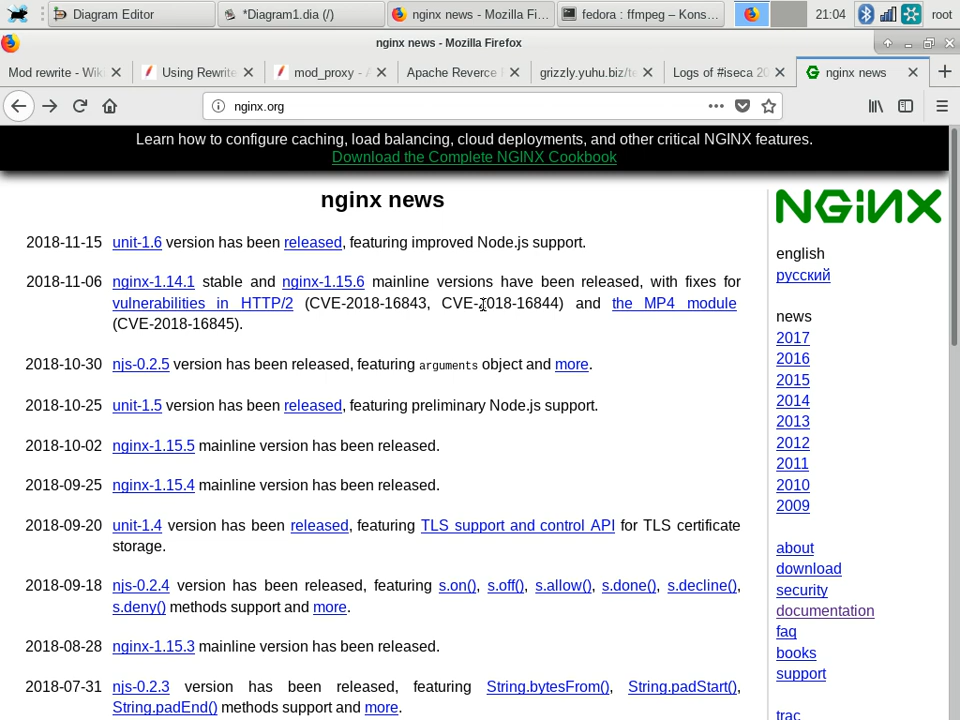 Diagram Editor
*Diagram1.dia (/)
nginx news - Mozilla Fi...
fedora : ffmpeg – Kons...
21:04
root
nginx news - Mozilla Firefox
Mod rewrite - Wiki
Using Rewrite
mod_proxy - A
Apache Reverce
grizzly.yuhu.biz/te
Logs of #iseca 20
nginx news
nginx.org
Learn how to configure caching, load balancing, cloud deployments, and other critical NGINX features.
Download the Complete NGINX Cookbook
nginx news
2018-11-15 unit-1.6 version has been released, featuring improved Node.js support.
2018-11-06 nginx-1.14.1 stable and nginx-1.15.6 mainline versions have been released, with fixes for
vulnerabilities in HTTP/2 (CVE-2018-16843, CVE-2018-16844) and the MP4 module
(CVE-2018-16845).
2018-10-30 njs-0.2.5 version has been released, featuring arguments object and more.
2018-10-25 unit-1.5 version has been released, featuring preliminary Node.js support.
2018-10-02 nginx-1.15.5 mainline version has been released.
2018-09-25 nginx-1.15.4 mainline version has been released.
2018-09-20 unit-1.4 version has been released, featuring TLS support and control API for TLS certificate
storage.
2018-09-18 njs-0.2.4 version has been released, featuring s.on(), s.off(), s.allow(), s.done(), s.decline(),
s.deny() methods support and more.
2018-08-28 nginx-1.15.3 mainline version has been released.
2018-07-31 njs-0.2.3 version has been released, featuring String.bytesFrom(), String.padStart(),
String.padEnd() methods support and more.
NGINX
english
русский
news
2017
2016
2015
2014
2013
2012
2011
2010
2009
about
download
security
documentation
faq
books
support
trac